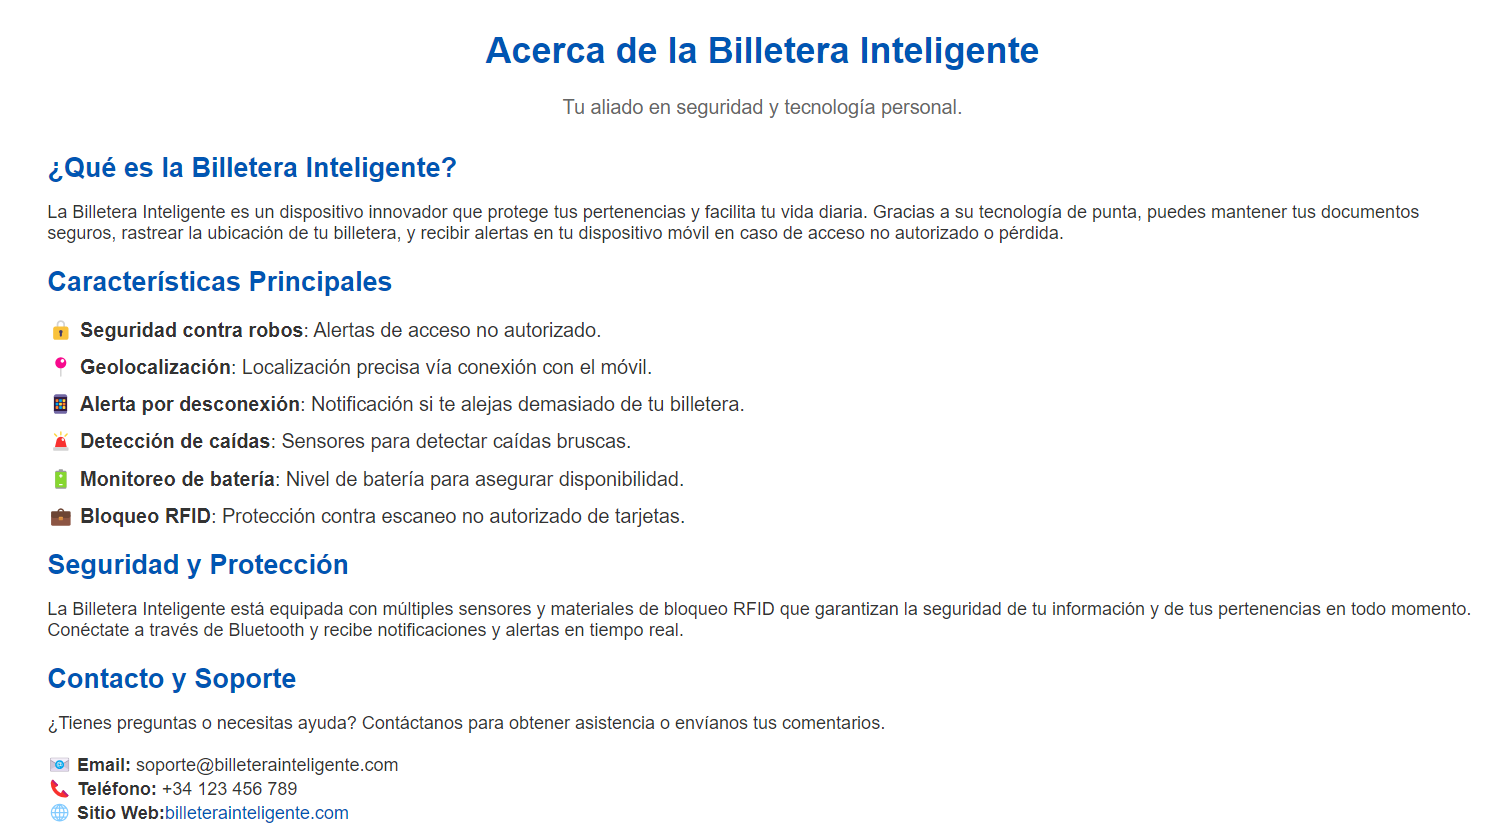 Acerca de la Billetera Inteligente
Tu aliado en seguridad y tecnología personal.
¿Qué es la Billetera Inteligente?
La Billetera Inteligente es un dispositivo innovador que protege tus pertenencias y facilita tu vida diaria. Gracias a su tecnología de punta, puedes mantener tus documentos
seguros, rastrear la ubicación de tu billetera, y recibir alertas en tu dispositivo móvil en caso de acceso no autorizado o pérdida.
Características Principales
Seguridad contra robos: Alertas de acceso no autorizado.
Geolocalización: Localización precisa vía conexión con el móvil.
Alerta por desconexión: Notificación si te alejas demasiado de tu billetera.
Detección de caídas: Sensores para detectar caídas bruscas.
Monitoreo de batería: Nivel de batería para asegurar disponibilidad.
Bloqueo RFID: Protección contra escaneo no autorizado de tarjetas.
Seguridad y Protección
La Billetera Inteligente está equipada con múltiples sensores y materiales de bloqueo RFID que garantizan la seguridad de tu información y de tus pertenencias en todo momento.
Conéctate a través de Bluetooth y recibe notificaciones y alertas en tiempo real.
Contacto y Soporte
¿Tienes preguntas o necesitas ayuda? Contáctanos para obtener asistencia o envíanos tus comentarios.
Email: soporte@billeterainteligente.com
Teléfono: +34 123 456 789
Sitio Web:billeterainteligente.com